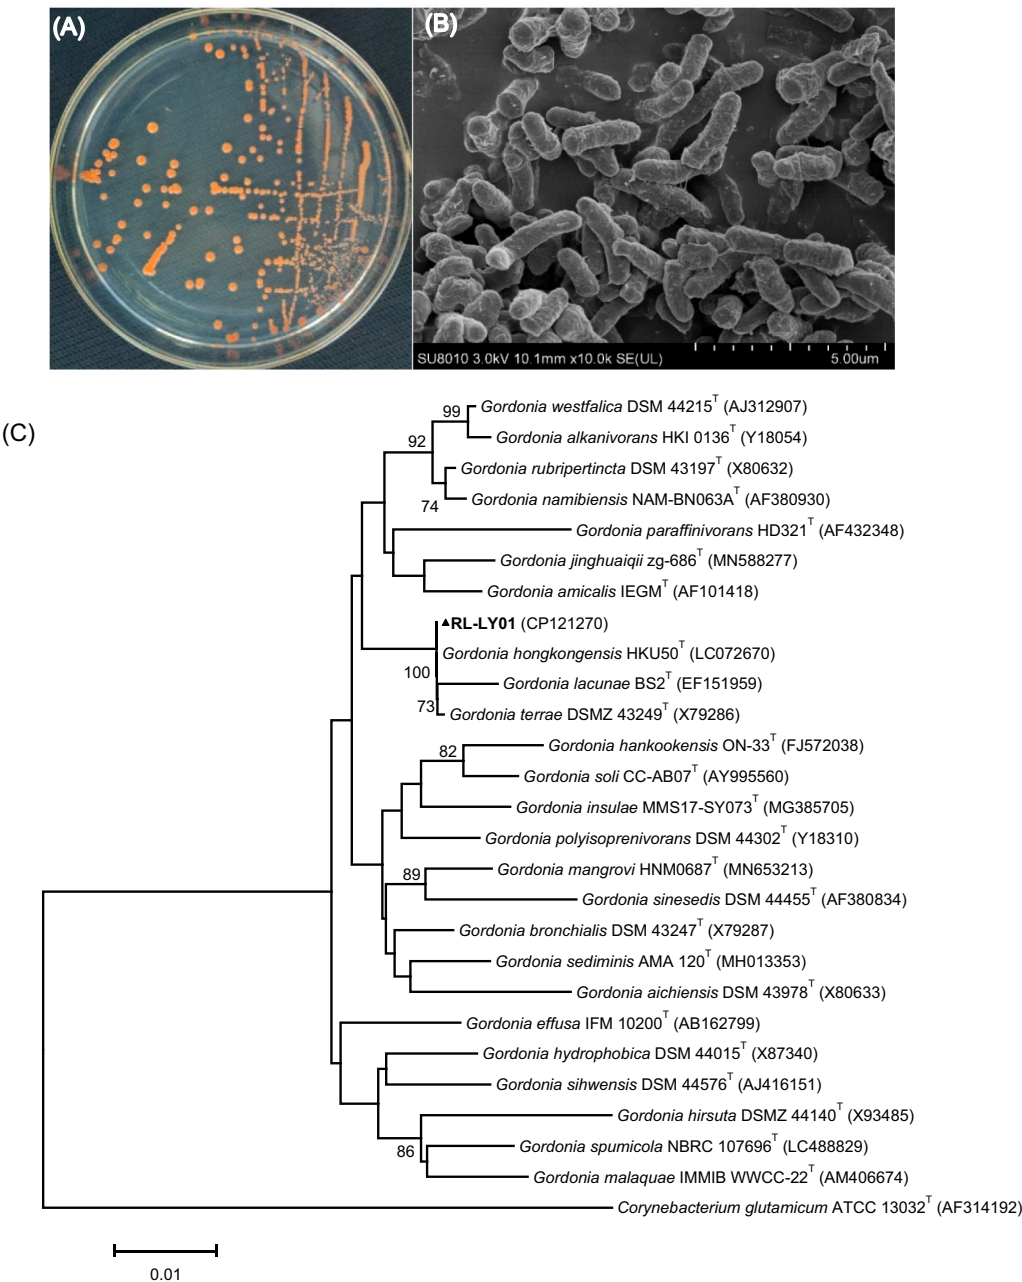 (A)
(B)
SU8010 3.0kV 10.1mm x10.0k SE(UL)
5.00um
(C)
99
Gordonia westfalica DSM 44215T (AJ312907)
Gordonia alkanivorans HKI 0136T (Y18054)
92
Gordonia rubripertincta DSM 43197T (X80632)
Gordonia namibiensis NAM-BN063AT (AF380930)
74
Gordonia paraffinivorans HD321T (AF432348)
Gordonia jinghuaiqii zg-686T (MN588277)
Gordonia amicalis IEGMT (AF101418)
▲RL-LY01 (CP121270)
Gordonia hongkongensis HKU50T (LC072670)
100
Gordonia lacunae BS2T (EF151959)
73
Gordonia terrae DSMZ 43249T (X79286)
Gordonia hankookensis ON-33T (FJ572038)
82
Gordonia soli CC-AB07T (AY995560)
Gordonia insulae MMS17-SY073T (MG385705)
Gordonia polyisoprenivorans DSM 44302T (Y18310)
Gordonia mangrovi HNM0687T (MN653213)
89
Gordonia sinesedis DSM 44455T (AF380834)
Gordonia bronchialis DSM 43247T (X79287)
Gordonia sediminis AMA 120T (MH013353)
Gordonia aichiensis DSM 43978T (X80633)
Gordonia effusa IFM 10200T (AB162799)
Gordonia hydrophobica DSM 44015T (X87340)
Gordonia sihwensis DSM 44576T (AJ416151)
Gordonia hirsuta DSMZ 44140T (X93485)
86
Gordonia spumicola NBRC 107696T (LC488829)
Gordonia malaquae IMMIB WWCC-22T (AM406674)
Corynebacterium glutamicum ATCC 13032T (AF314192)
0.01